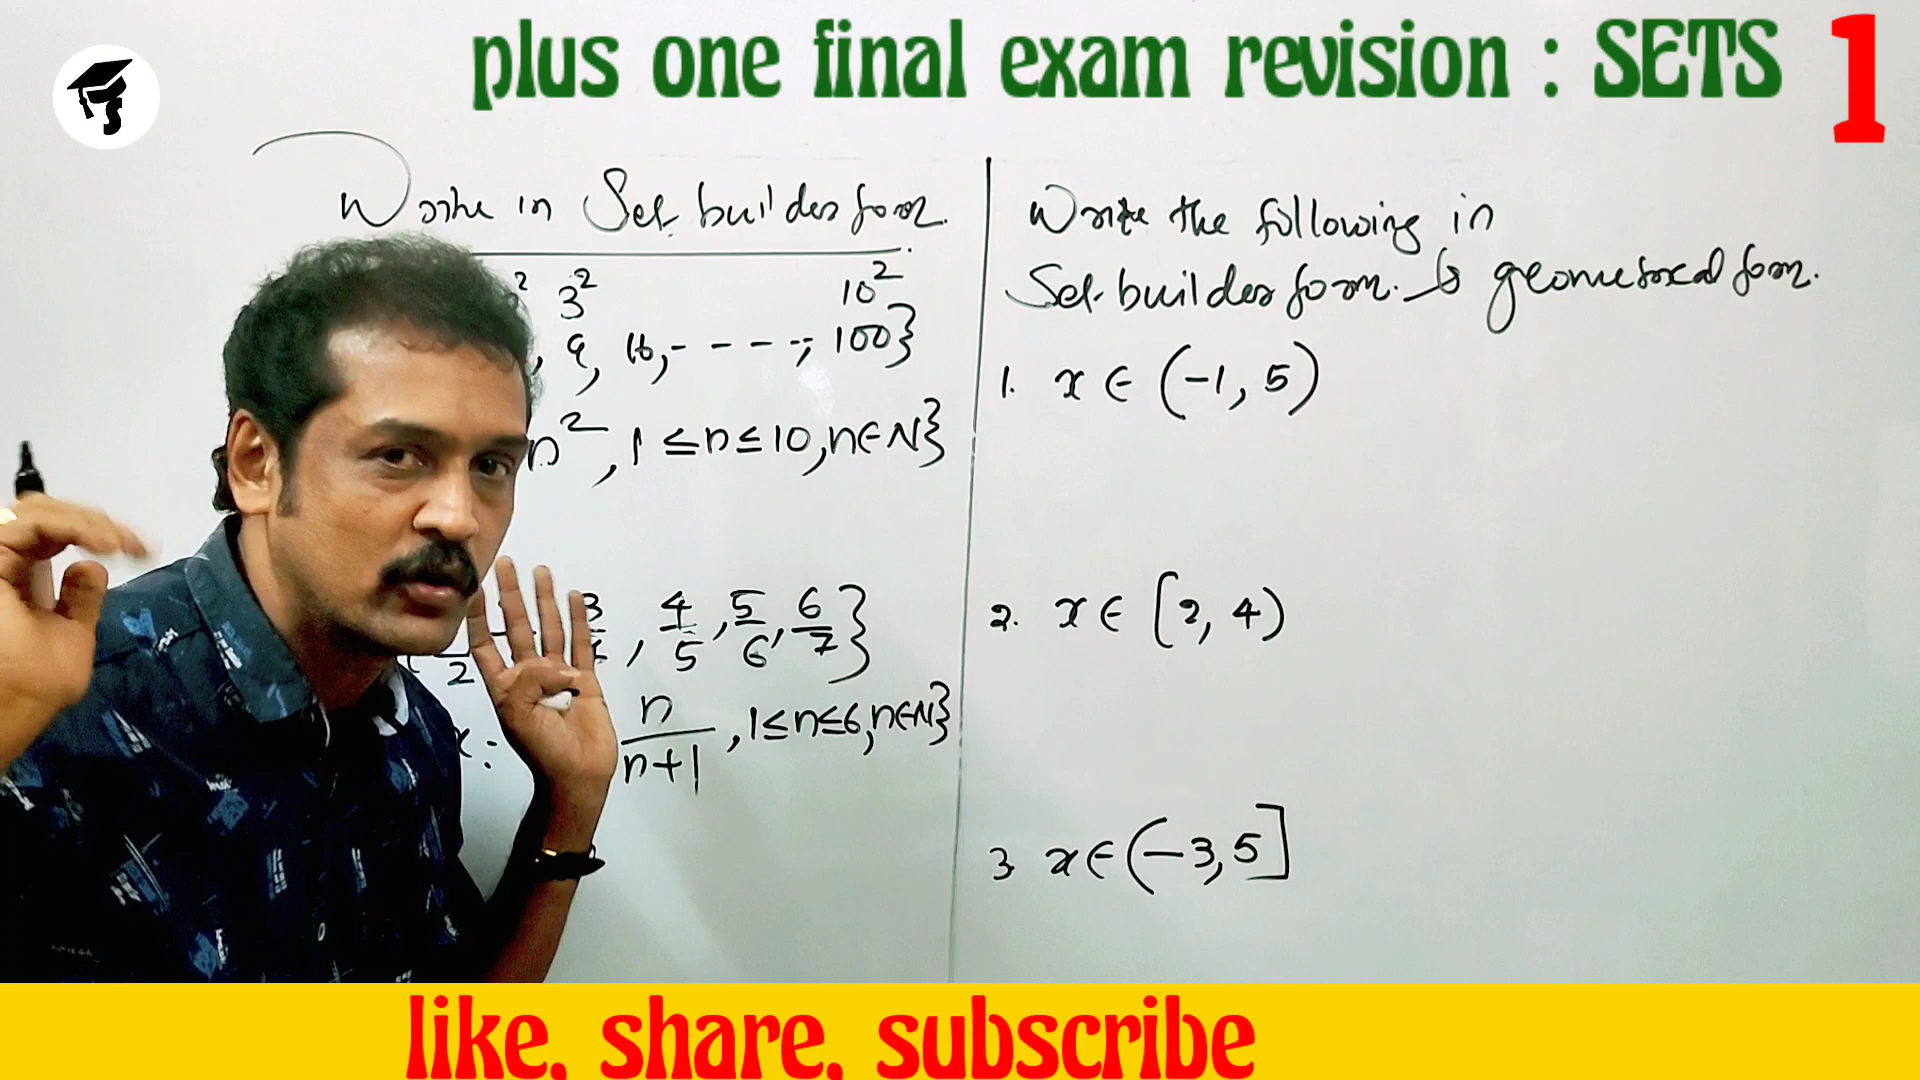 plus one final exam revision : SETS 1
Write in Set builder form.
2 3² 10²
, 9, 16, - - - - -, 100}
n², 1 ≤ n ≤ 10, n∈N}
2, 4/5, 5/6, 6/7}
x: n/n+1, 1≤n≤6, n∈N}
Write the following in
Set-builder form. & geometrical form.
1. x ∈ (-1, 5)
2. x ∈ [2, 4)
3. x ∈ (-3, 5]
like, share, subscribe